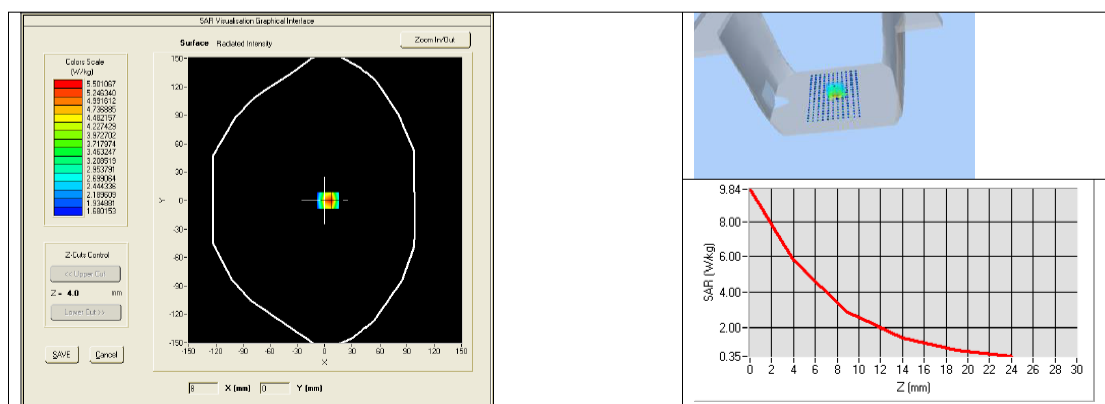 SAR Visualisation Graphical Interface
Surface Radiated Intensity
Zoom In/Out
Colors Scale
(W/kg)
5.501067
5.246340
4.991612
4.736885
4.482157
4.227429
3.972702
3.717974
3.463247
3.208519
2.953791
2.699064
2.444336
2.189609
1.934881
1.680153
Z-Cuts Control
<< Upper Cut
Z = 4.0 mm
Lower Cut >>
SAVE Cancel
150-
120-
90-
60-
30-
Y 0-
-30-
-60-
-90-
-120-
-150-
-150 -120 -90 -60 -30 0 30 60 90 120 150
X
8 X (mm) 0 Y (mm)
9.84
8.00
6.00
4.00
2.00
0.35
SAR (W/kg)
0 2 4 6 8 10 12 14 16 18 20 22 24 26 28 30
Z (mm)